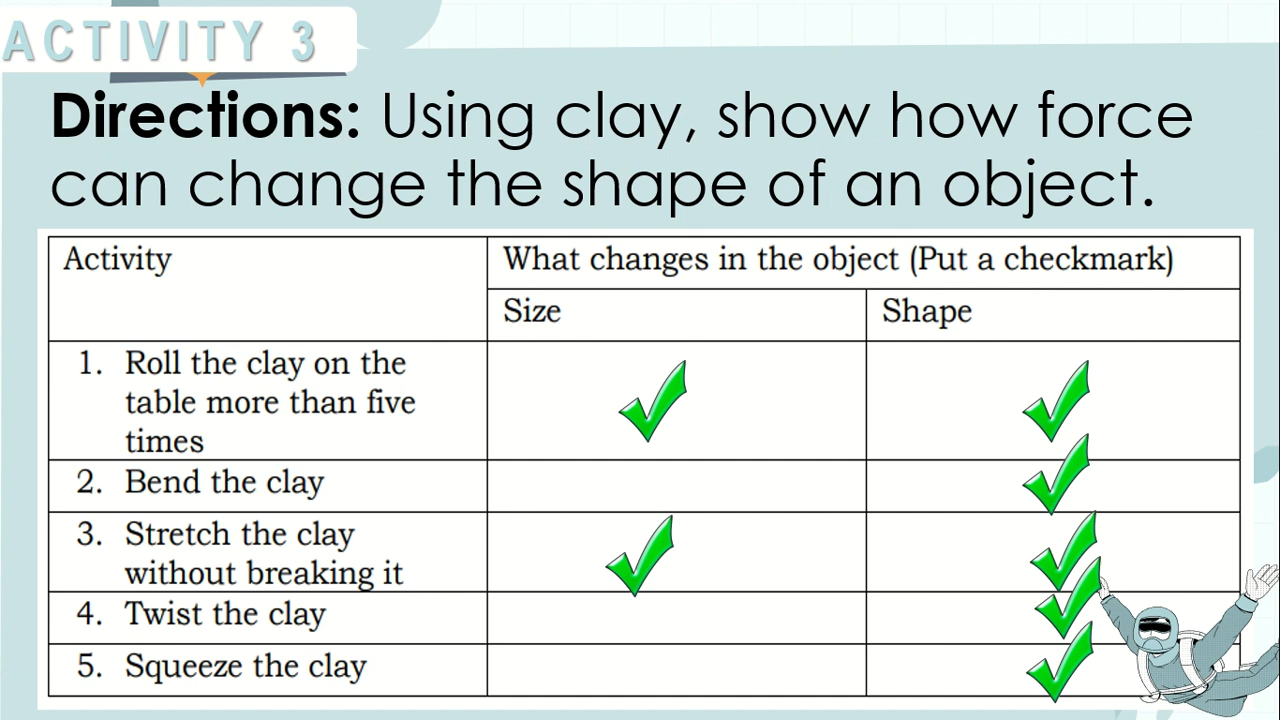 ACTIVITY 3
Directions: Using clay, show how force
can change the shape of an object.
Activity
What changes in the object (Put a checkmark)
Size
Shape
1. Roll the clay on the
table more than five
times
2. Bend the clay
3. Stretch the clay
without breaking it
4. Twist the clay
5. Squeeze the clay